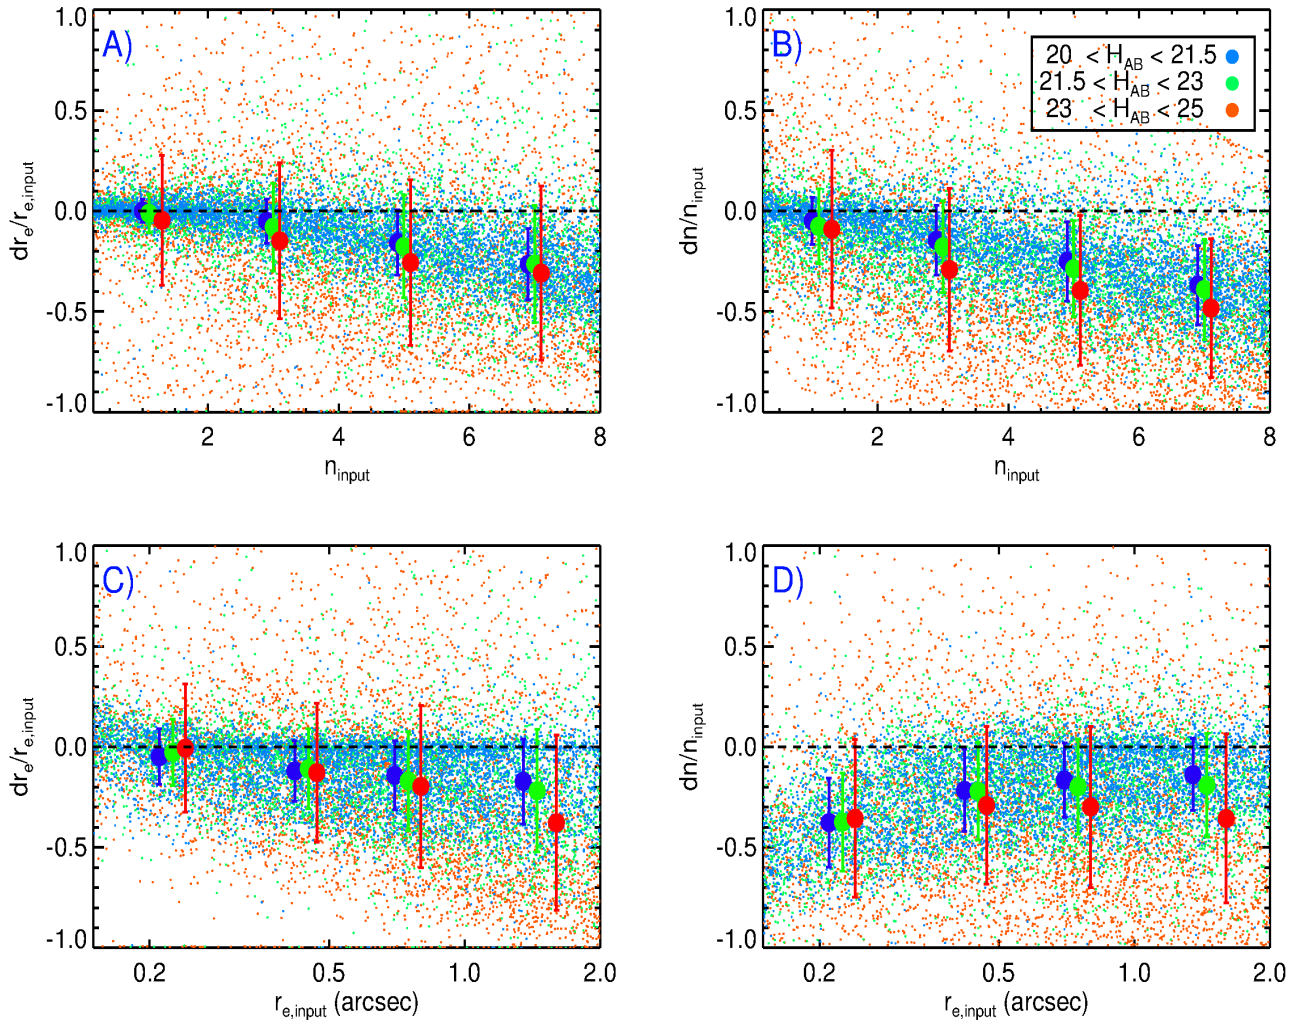 A)
1.0
0.5
0.0
-0.5
-1.0
dr_e/r_e,input
2 4 6 8
n_input
B)
20 < H_AB < 21.5
21.5 < H_AB < 23
23 < H_AB < 25
1.0
0.5
0.0
-0.5
-1.0
dn/n_input
2 4 6 8
n_input
C)
1.0
0.5
0.0
-0.5
-1.0
dr_e/r_e,input
0.2 0.5 1.0 2.0
r_e,input (arcsec)
D)
1.0
0.5
0.0
-0.5
-1.0
dn/n_input
0.2 0.5 1.0 2.0
r_e,input (arcsec)